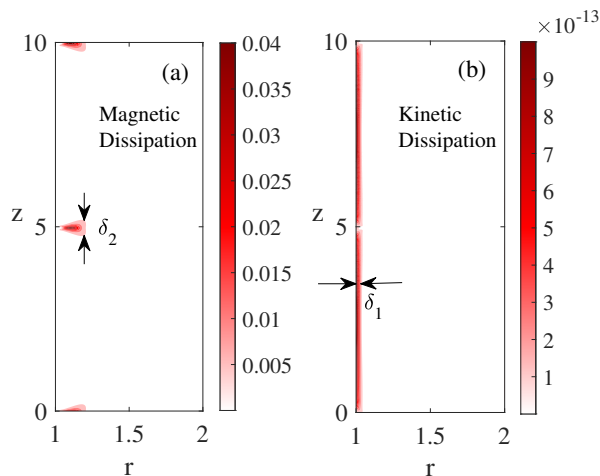 ×10⁻¹³
10
(a)
Magnetic
Dissipation
z
5
δ₂
0
1
1.5
2
r
0.04
0.035
0.03
0.025
0.02
0.015
0.01
0.005
10
(b)
Kinetic
Dissipation
z
5
δ₁
0
1
1.5
2
r
9
8
7
6
5
4
3
2
1